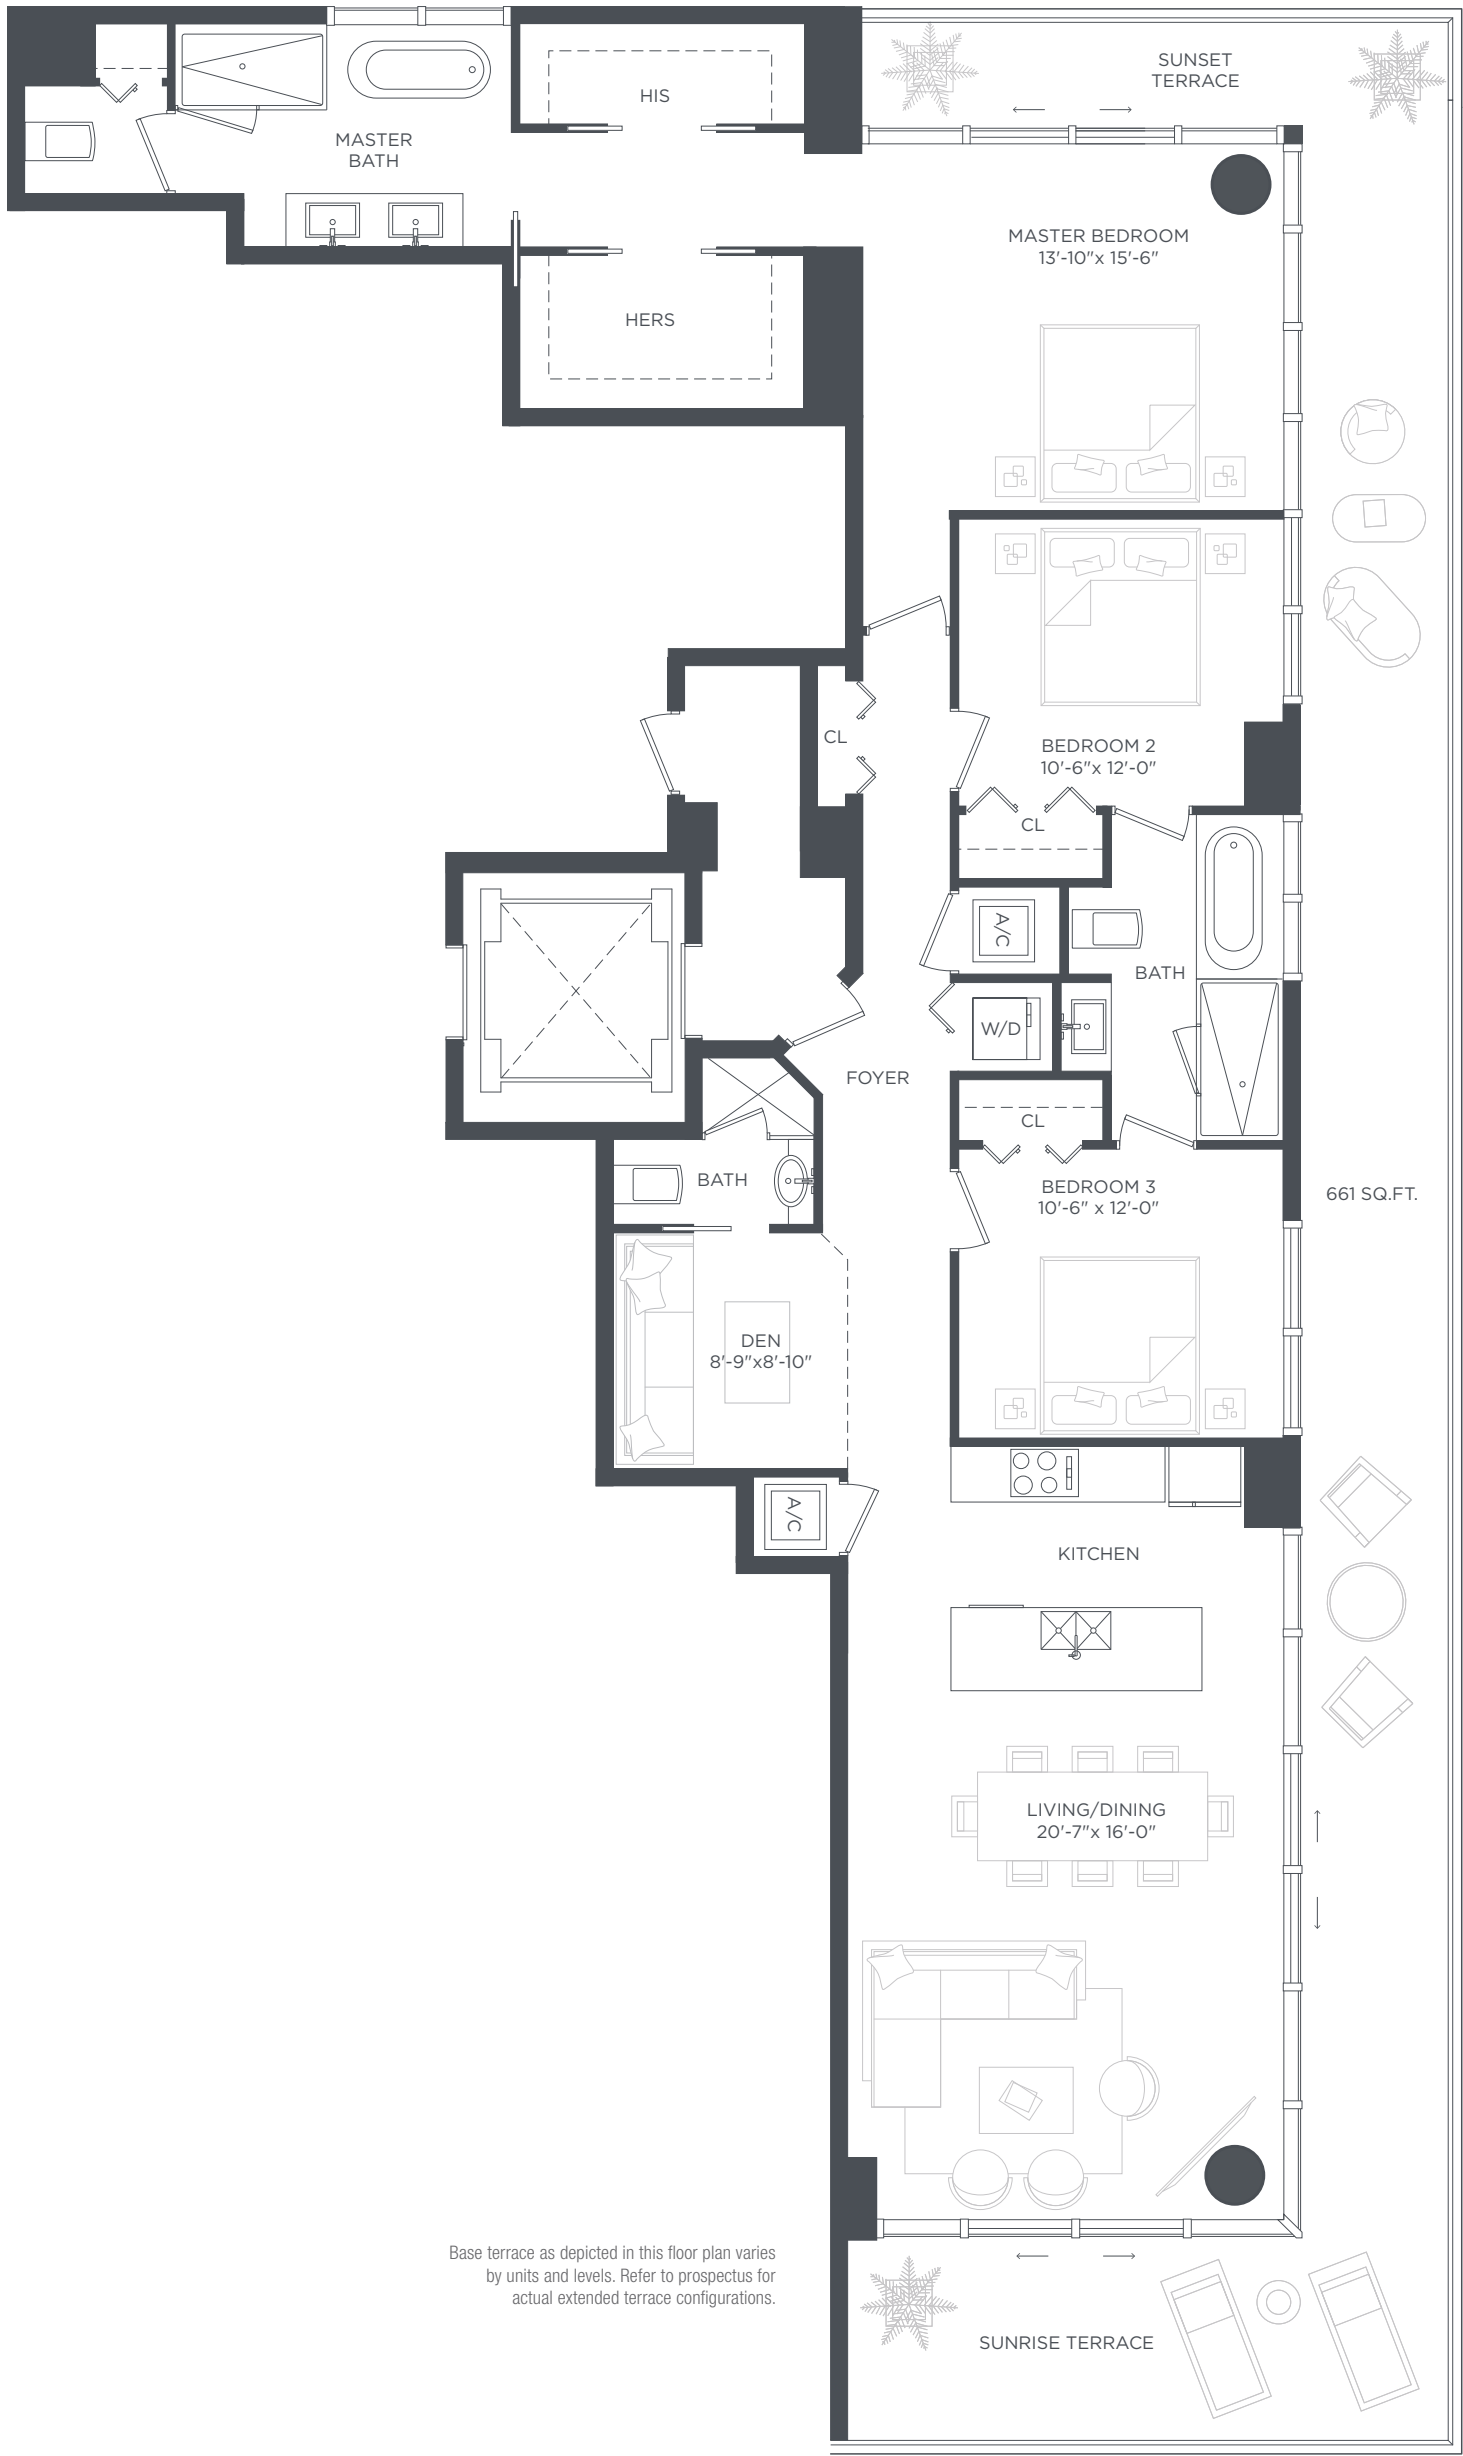 SUNSET
TERRACE
HIS
MASTER
BATH
MASTER BEDROOM
13'-10"x 15'-6"
HERS
CL
BEDROOM 2
10'-6"x 12'-0"
CL
A/C
BATH
W/D
FOYER
CL
BATH
BEDROOM 3
10'-6" x 12'-0"
661 SQ.FT.
DEN
8'-9"x8'-10"
A/C
KITCHEN
LIVING/DINING
20'-7"x 16'-0"
Base terrace as depicted in this floor plan varies
by units and levels. Refer to prospectus for
actual extended terrace configurations.
SUNRISE TERRACE